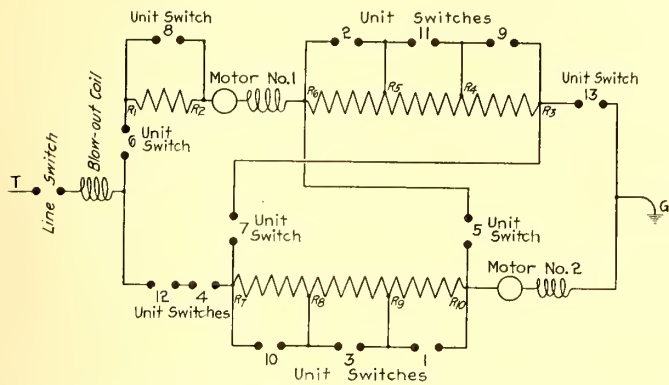 Unit Switch
8
Unit Switches
2
11
9
Motor No.1
Unit Switch
13
R1
R2
R6
R5
R4
R3
Blow-out Coil
Line Switch
6
Unit
Switch
T
G
7
Unit
Switch
5
Unit
Switch
Motor No.2
12
4
Unit Switches
R7
R8
R9
R10
10
3
1
Unit Switches